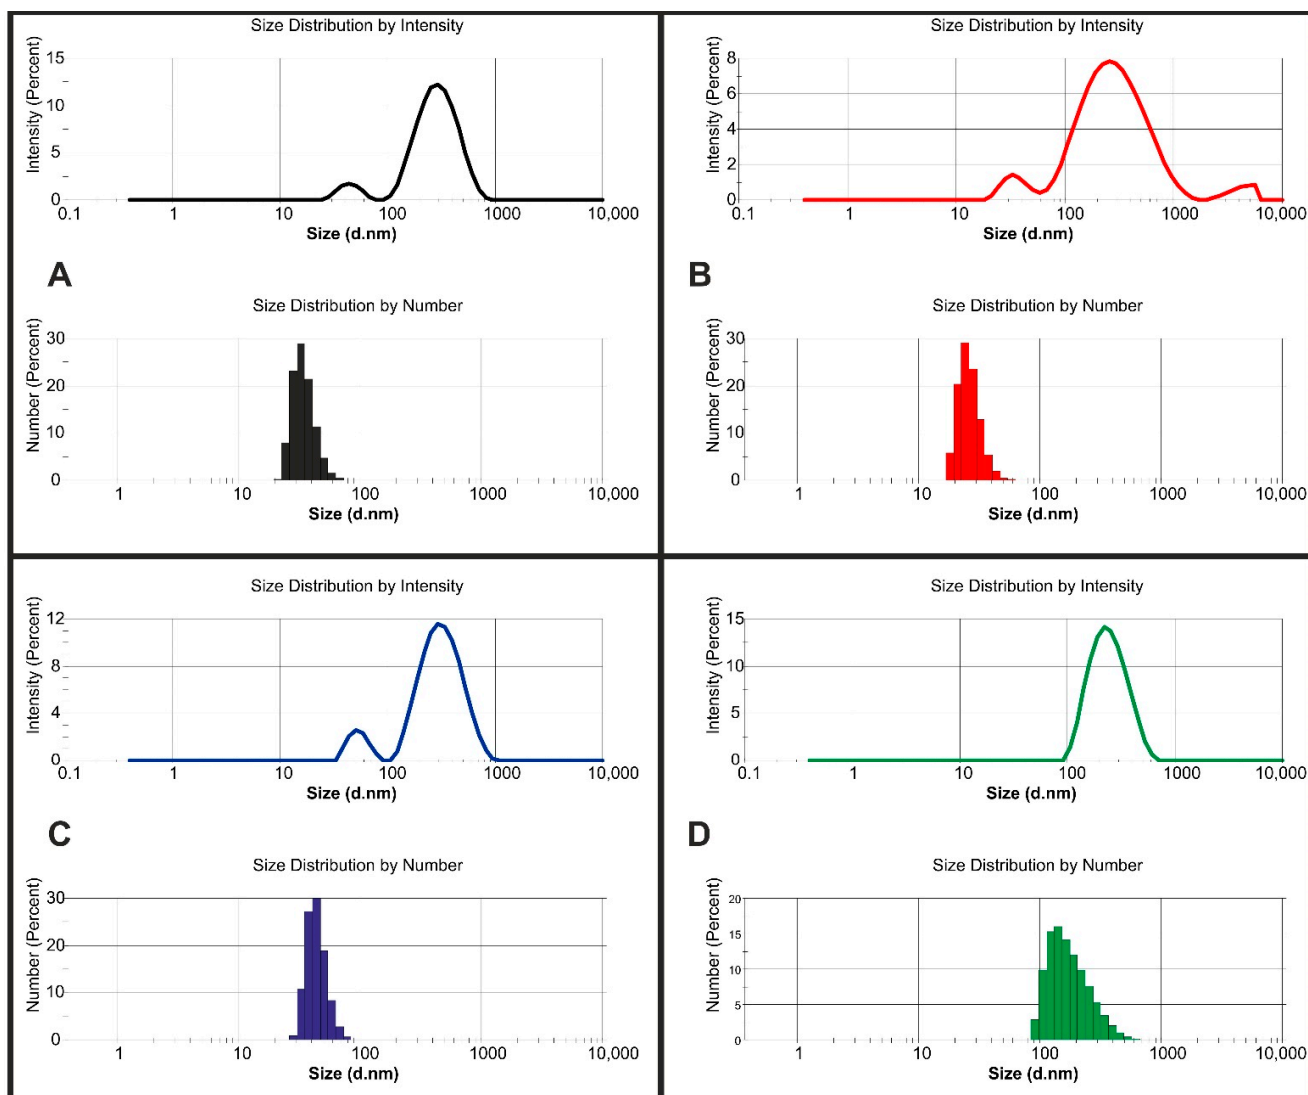 Size Distribution by Intensity
Intensity (Percent)
15
10
5
0
0.1 1 10 100 1000 10,000
Size (d.nm)
A
Size Distribution by Number
Number (Percent)
30
20
10
0
1 10 100 1000 10,000
Size (d.nm)
Size Distribution by Intensity
Intensity (Percent)
8
6
4
2
0
0.1 1 10 100 1000 10,000
Size (d.nm)
B
Size Distribution by Number
Number (Percent)
30
20
10
0
1 10 100 1000 10,000
Size (d.nm)
Size Distribution by Intensity
Intensity (Percent)
12
8
4
0
0.1 1 10 100 1000 10,000
Size (d.nm)
C
Size Distribution by Number
Number (Percent)
30
20
10
0
1 10 100 1000 10,000
Size (d.nm)
Size Distribution by Intensity
Intensity (Percent)
15
10
5
0
0.1 1 10 100 1000 10,000
Size (d.nm)
D
Size Distribution by Number
Number (Percent)
20
15
10
5
0
1 10 100 1000 10,000
Size (d.nm)